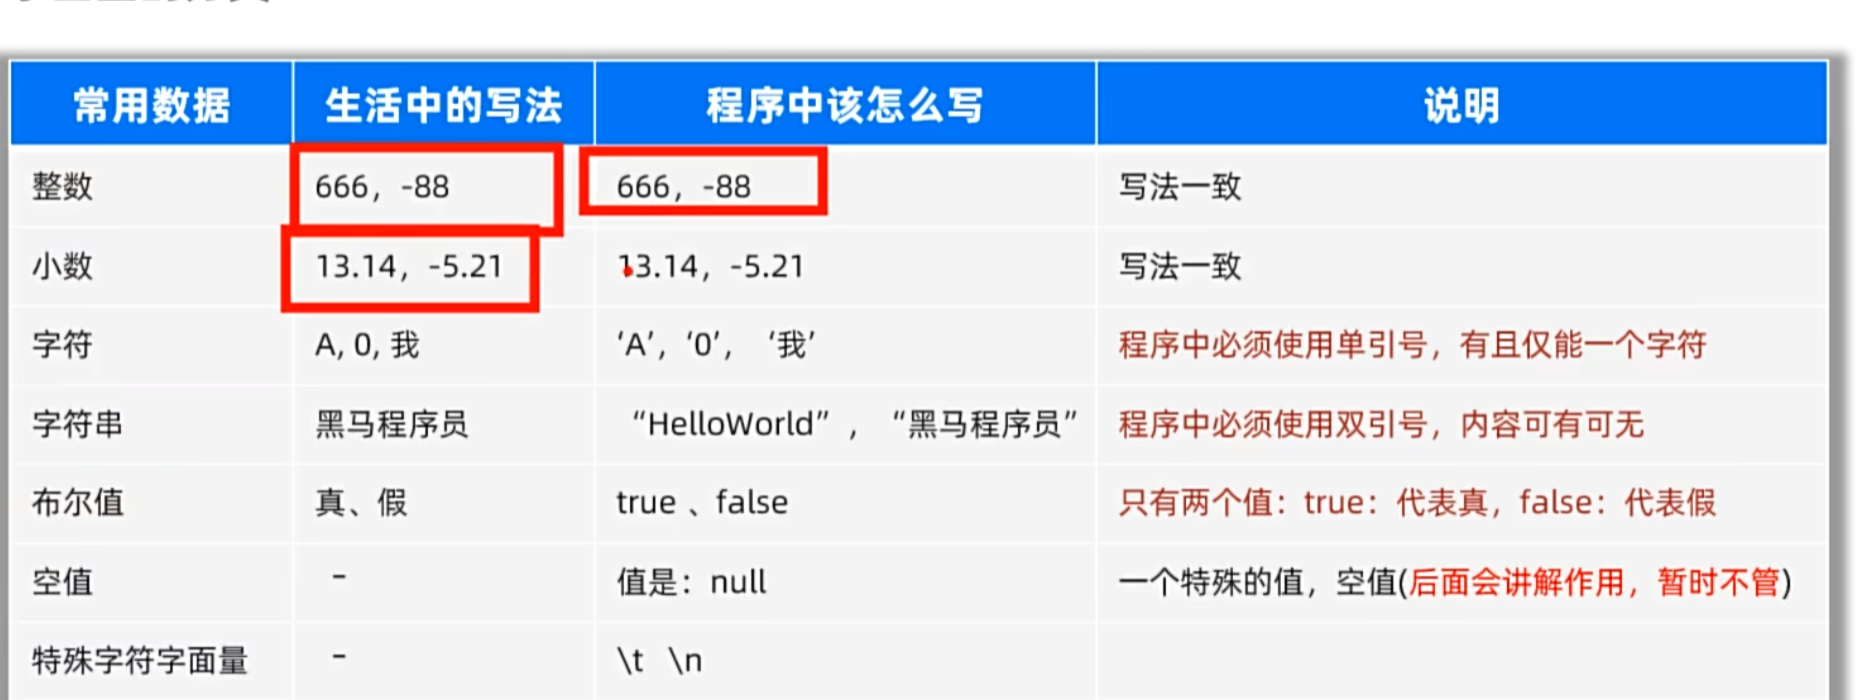 常用数据 生活中的写法 程序中该怎么写 说明
整数 666，-88 666，-88 写法一致
小数 13.14，-5.21 13.14，-5.21 写法一致
字符 A, 0, 我 ‘A’，‘0’， ‘我’ 程序中必须使用单引号，有且仅能一个字符
字符串 黑马程序员 “HelloWorld”， “黑马程序员” 程序中必须使用双引号，内容可有可无
布尔值 真、假 true 、false 只有两个值：true：代表真，false：代表假
空值 - 值是：null 一个特殊的值，空值(后面会讲解作用，暂时不管)
特殊字符字面量 - \t \n